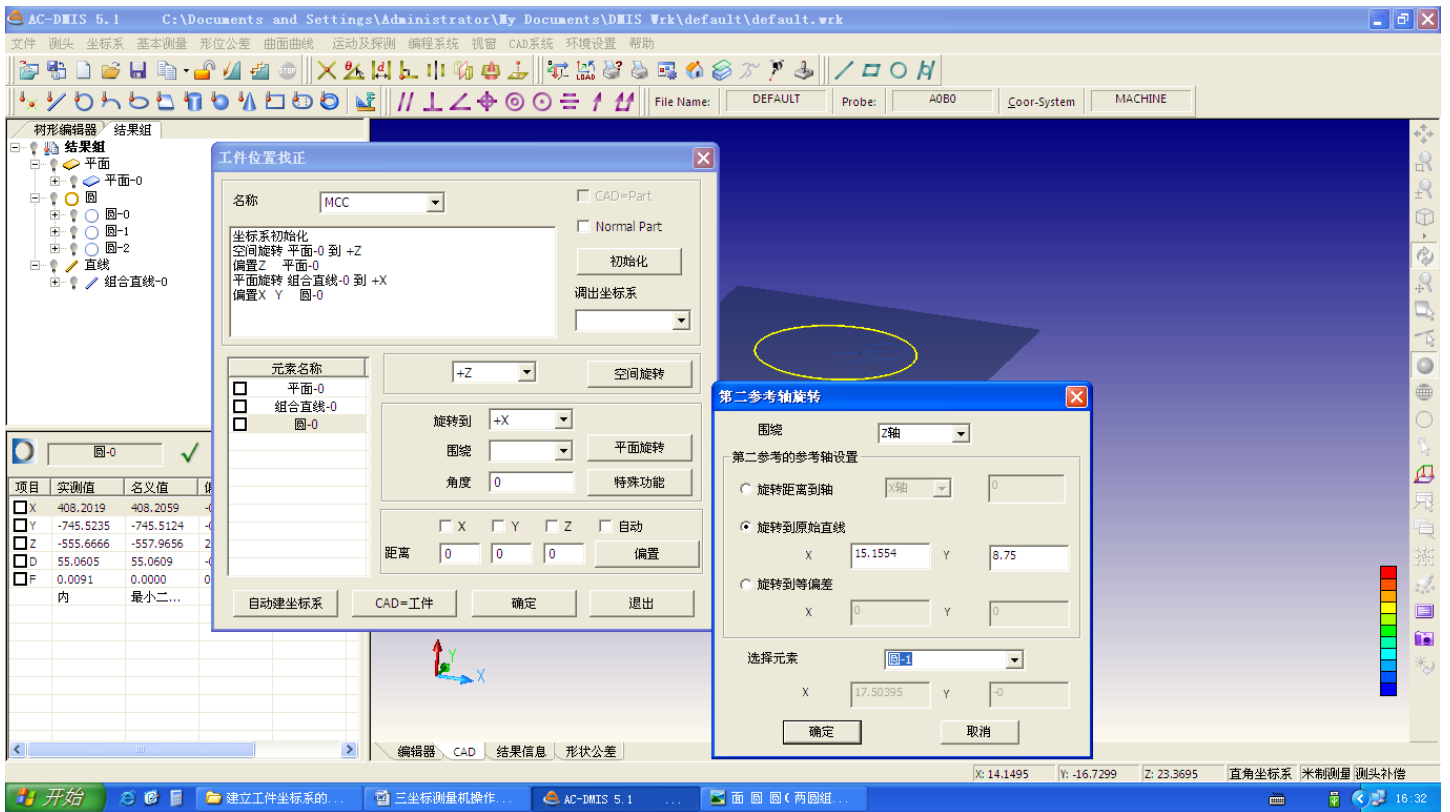 AC-DMIS 5.1 C:\Documents and Settings\Administrator\My Documents\DMIS Wrk\default\default.wrk
文件 测头 坐标系 基本测量 形位公差 曲面曲线 运动及探测 编程系统 视窗 CAD系统 环境设置 帮助
STOP
LOAD
File Name: DEFAULT Probe: A0B0 Coor-System MACHINE
树形编辑器 结果组
结果组
平面
平面-0
圆
圆-0
圆-1
圆-2
直线
组合直线-0
工件位置找正
名称 MCC
CAD=Part
Normal Part
坐标系初始化
空间旋转 平面-0 到 +Z
偏置Z 平面-0
平面旋转 组合直线-0 到 +X
偏置X Y 圆-0
初始化
调出坐标系
元素名称
平面-0
组合直线-0
圆-0
+Z 空间旋转
旋转到 +X
围绕 平面旋转
角度 0 特殊功能
X Y Z 自动
距离 0 0 0 偏置
自动建坐标系 CAD=工件 确定 退出
第二参考轴旋转
围绕 Z轴
第二参考的参考轴设置
旋转距离到轴 X轴 0
旋转到原始直线
X 15.1554 Y 8.75
旋转到等偏差
X 0 Y 0
选择元素 圆-1
X 17.50395 Y -0
确定 取消
圆-0
项目 实测值 名义值
X 408.2019 408.2059
Y -745.5235 -745.5124
Z -555.6666 -557.9656
D 55.0605 55.0609
F 0.0091 0.0000
内 最小二...
Y
X
编辑器 CAD 结果信息 形状公差
X: 14.1495 Y: -16.7299 Z: 23.3695 直角坐标系 米制测量 测头补偿
开始 建立工件坐标系的... 三坐标测量机操作... AC-DMIS 5.1 ... 面 圆 圆(两圆组... 16:32